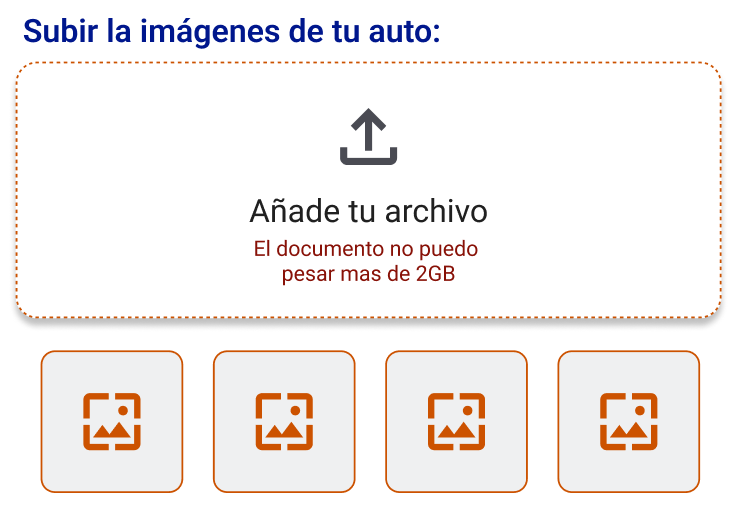 Subir la imágenes de tu auto:
Añade tu archivo
El documento no puedo
pesar mas de 2GB